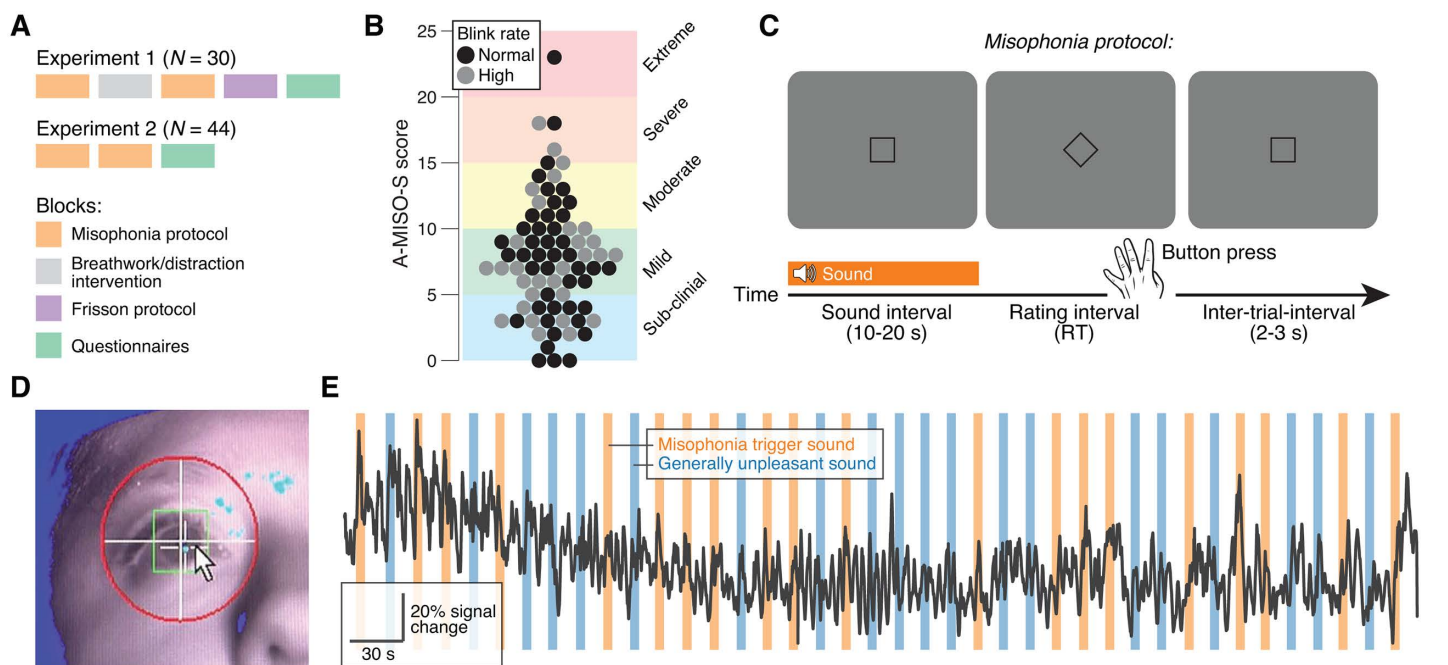 A
Experiment 1 (N = 30)
Experiment 2 (N = 44)
Blocks:
Misophonia protocol
Breathwork/distraction
intervention
Frisson protocol
Questionnaires
B
A-MISO-S score
25
20
15
10
5
0
Blink rate
Normal
High
Extreme
Severe
Moderate
Mild
Sub-clinial
C
Misophonia protocol:
Sound
Button press
Time
Sound interval
(10-20 s)
Rating interval
(RT)
Inter-trial-interval
(2-3 s)
D
E
Misophonia trigger sound
Generally unpleasant sound
20% signal
change
30 s